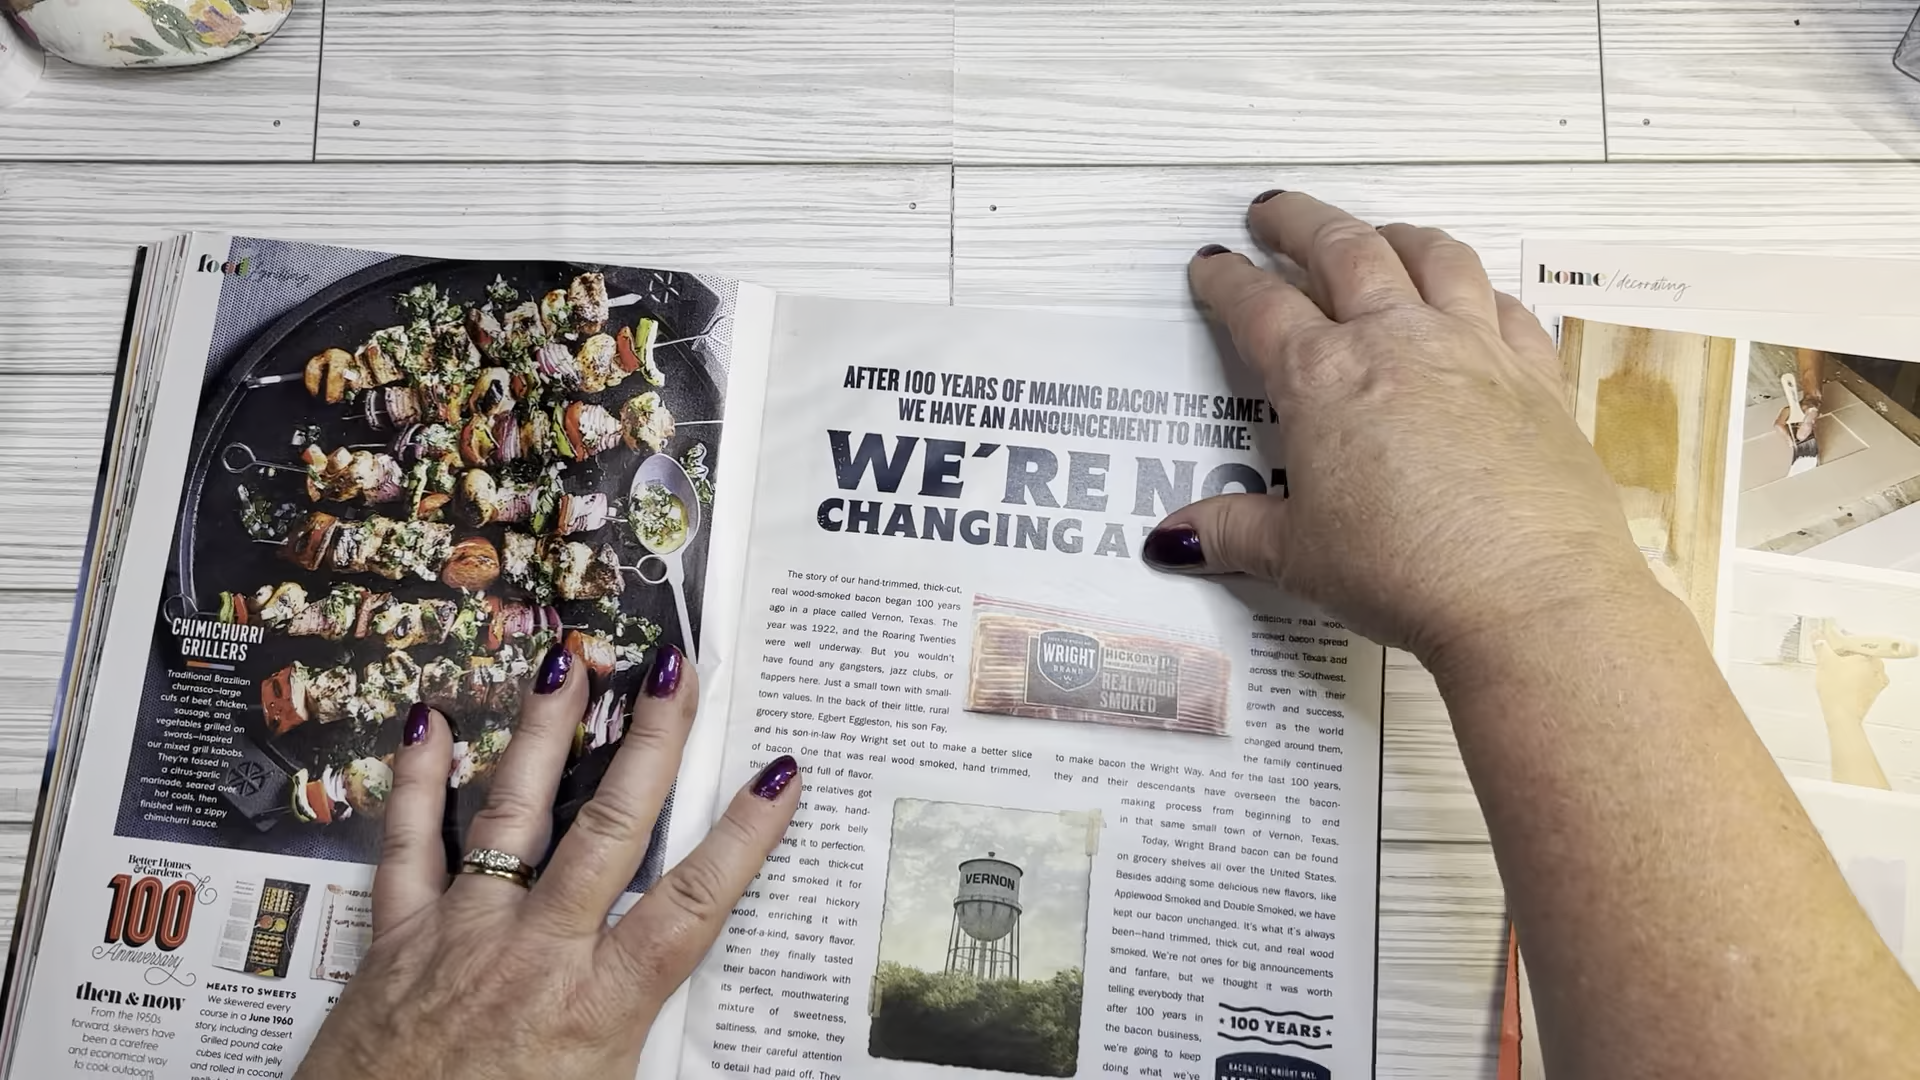 food
CHIMICHURRI
GRILLERS
Traditional Brazilian
churrasco—large
cuts of beef, chicken,
sausage, and
vegetables grilled on
swords—inspired
our mixed grill kabobs.
They're tossed in
a citrus-garlic
marinade, seared over
hot coals, then
finished with a zippy
chimichurri sauce.
Better Homes
& Gardens
100th
Anniversary
then & now
From the 1950s
forward, skewers have
been a carefree
and economical way
to cook outdoors.
MEATS TO SWEETS
We skewered every
course in a June 1960
story, including dessert.
Grilled pound cake
cubes iced with jelly
and rolled in coconut
AFTER 100 YEARS OF MAKING BACON THE SAME
WE HAVE AN ANNOUNCEMENT TO MAKE:
WE'RE NOT
CHANGING A
The story of our hand-trimmed, thick-cut,
real wood-smoked bacon began 100 years
ago in a place called Vernon, Texas. The
year was 1922, and the Roaring Twenties
were well underway. But you wouldn't
have found any gangsters, jazz clubs, or
flappers here. Just a small town with small-
town values. In the back of their little, rural
grocery store, Egbert Eggleston, his son Fay,
and his son-in-law Roy Wright set out to make a better slice
of bacon. One that was real wood smoked, hand trimmed,
and full of flavor.
relatives got
away, hand-
every pork belly
it to perfection.
cured each thick-cut
and smoked it for
over real hickory
wood, enriching it with
one-of-a-kind, savory flavor.
When they finally tasted
their bacon handwork with
its perfect, mouthwatering
mixture of sweetness,
saltiness, and smoke, they
knew their careful attention
to detail had paid off. They
WRIGHT
BRAND
HICKORY
REAL WOOD
SMOKED
VERNON
delicious real wood
smoked bacon spread
throughout Texas and
across the Southwest.
But even with their
growth and success,
even as the world
changed around them,
the family continued
to make bacon the Wright Way. And for the last 100 years,
they and their descendants have overseen the bacon-
making process from beginning to end
in that same small town of Vernon, Texas.
Today, Wright Brand bacon can be found
on grocery shelves all over the United States.
Besides adding some delicious new flavors, like
Applewood Smoked and Double Smoked, we have
kept our bacon unchanged. It's what it's always
been—hand trimmed, thick cut, and real wood
smoked. We're not ones for big announcements
and fanfare, but we thought it was worth
telling everybody that
after 100 years in
the bacon business,
we're going to keep
doing what we've
100 YEARS
BACON THE WRIGHT WAY.
home/decorating